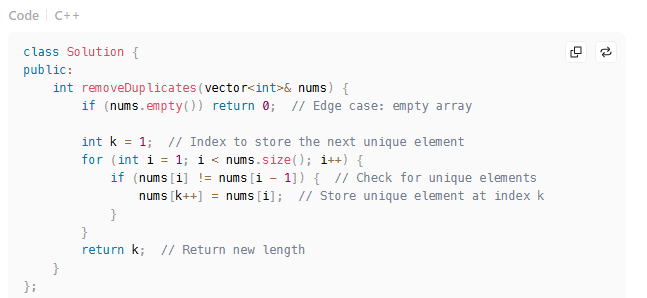 Code C++
class Solution {
public:
    int removeDuplicates(vector<int>& nums) {
        if (nums.empty()) return 0;  // Edge case: empty array

        int k = 1;  // Index to store the next unique element
        for (int i = 1; i < nums.size(); i++) {
            if (nums[i] != nums[i - 1]) {  // Check for unique elements
                nums[k++] = nums[i];  // Store unique element at index k
            }
        }
        return k;  // Return new length
    }
};